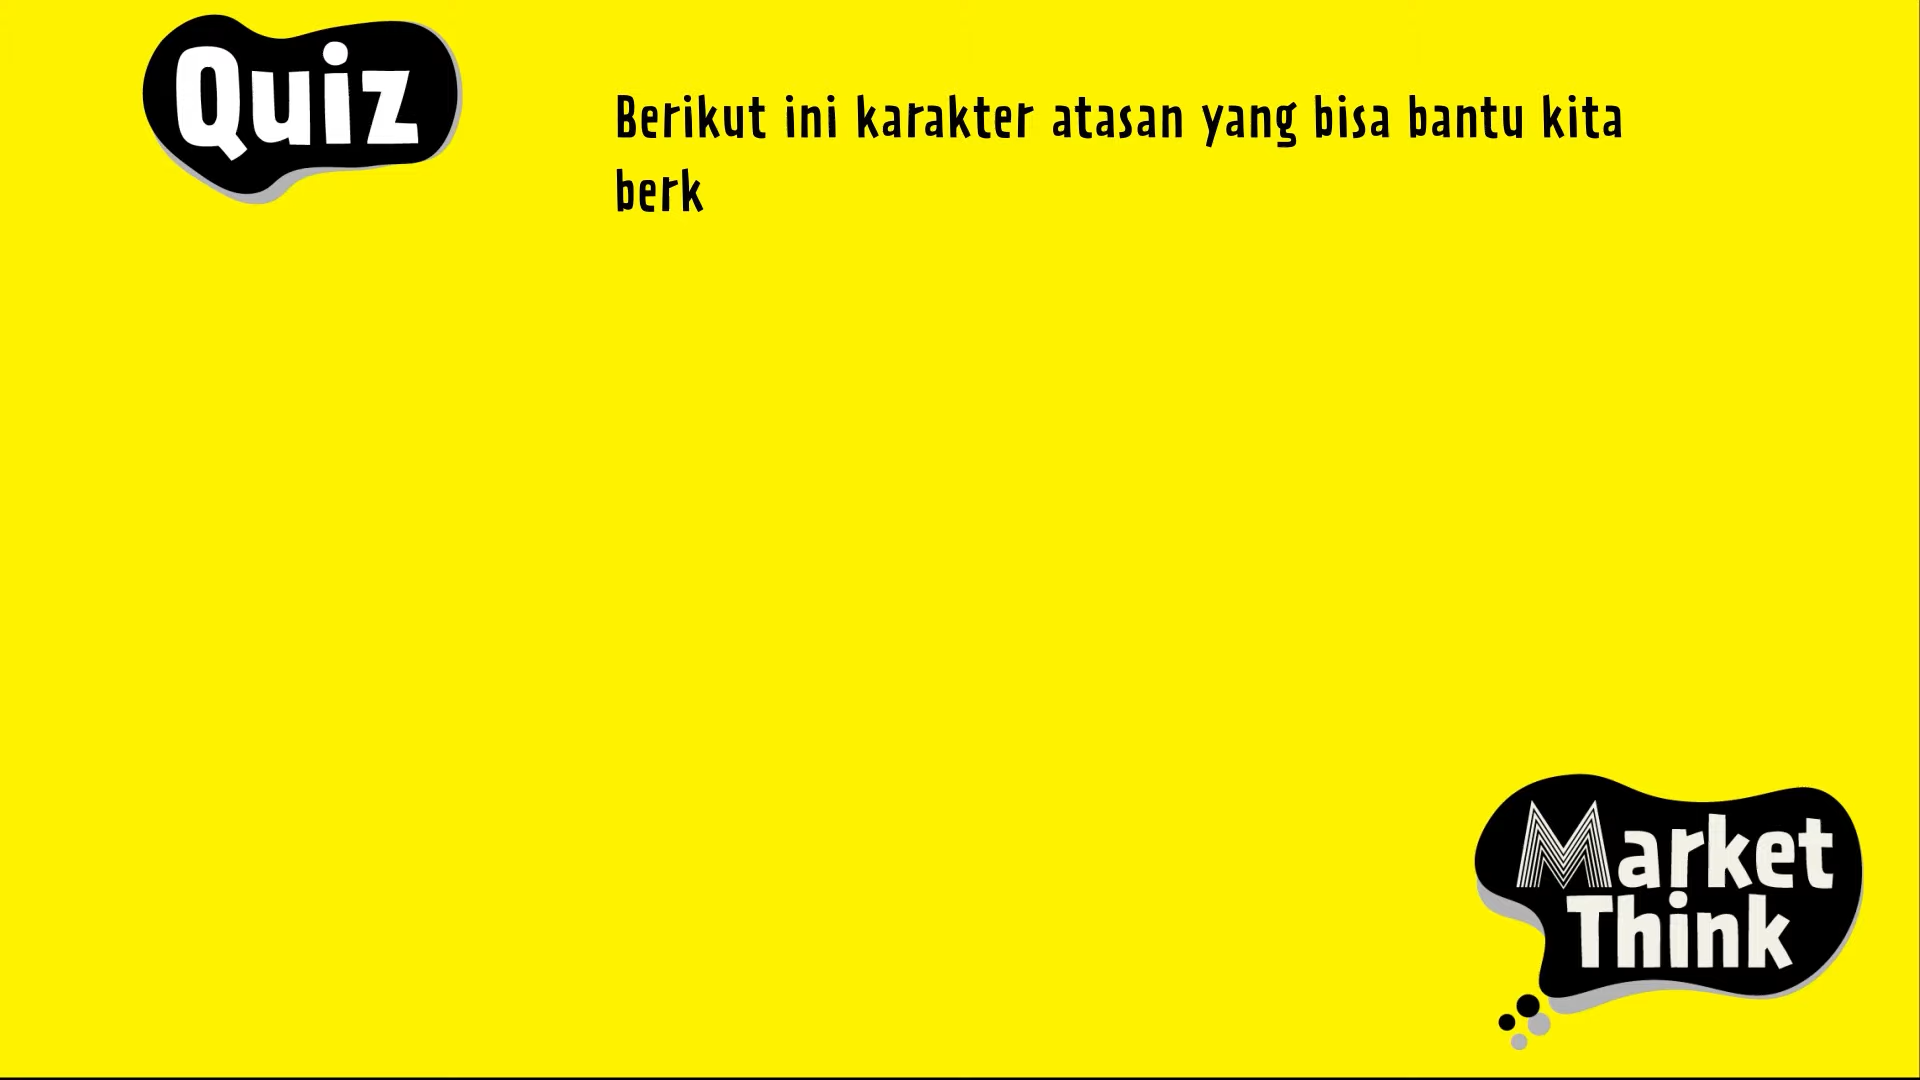 Quiz
Berikut ini karakter atasan yang bisa bantu kita
berk
Market
Think